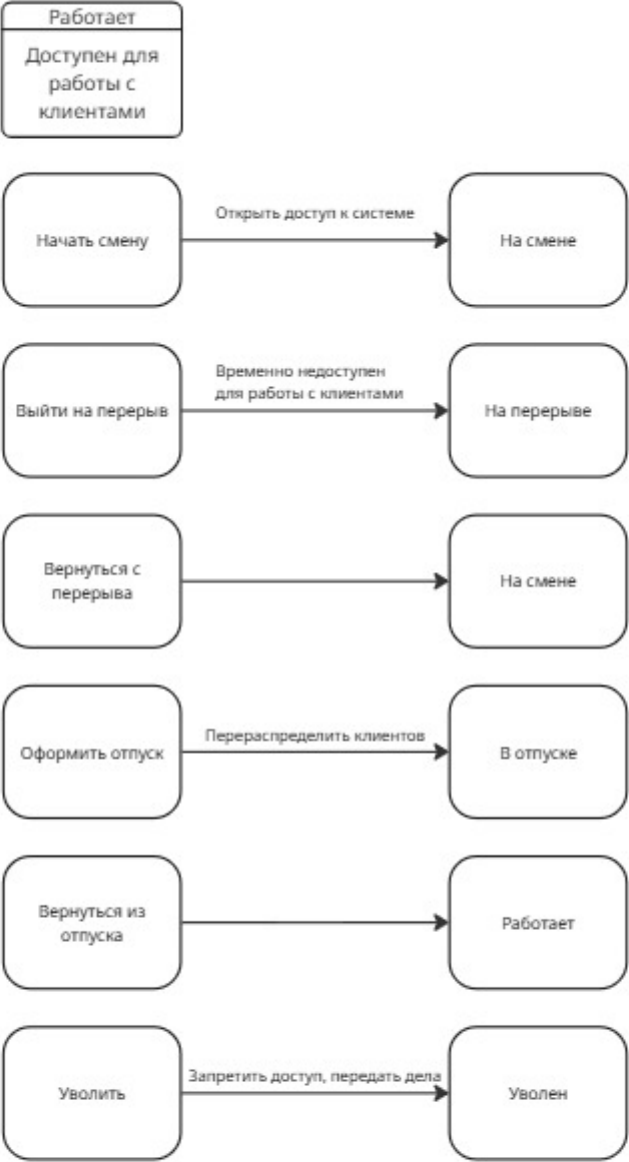 Работает
Доступен для
работы с
клиентами
Открыть доступ к системе
Начать смену
На смене
Временно недоступен
для работы с клиентами
Выйти на перерыв
На перерыве
Вернуться с
перерыва
На смене
Перераспределить клиентов
Оформить отпуск
В отпуске
Вернуться из
отпуска
Работает
Запретить доступ, передать дела
Уволить
Уволен